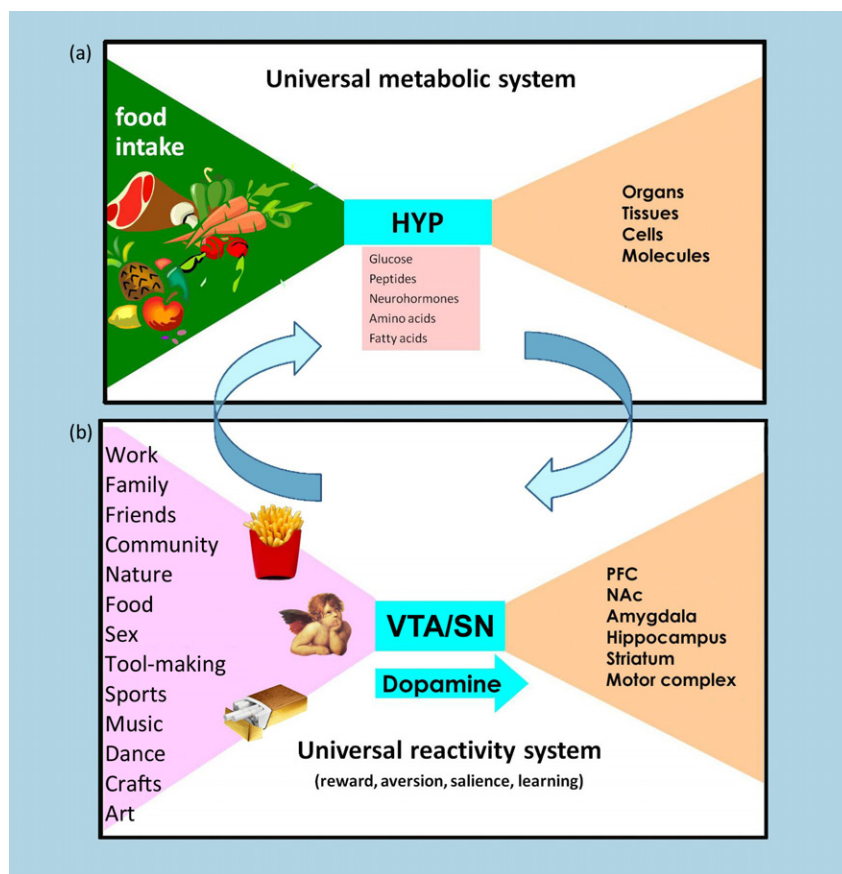 (a)
Universal metabolic system
food
intake
HYP
Glucose
Peptides
Neurohormones
Amino acids
Fatty acids
Organs
Tissues
Cells
Molecules
(b)
Work
Family
Friends
Community
Nature
Food
Sex
Tool-making
Sports
Music
Dance
Crafts
Art
VTA/SN
Dopamine
PFC
NAc
Amygdala
Hippocampus
Striatum
Motor complex
Universal reactivity system
(reward, aversion, salience, learning)